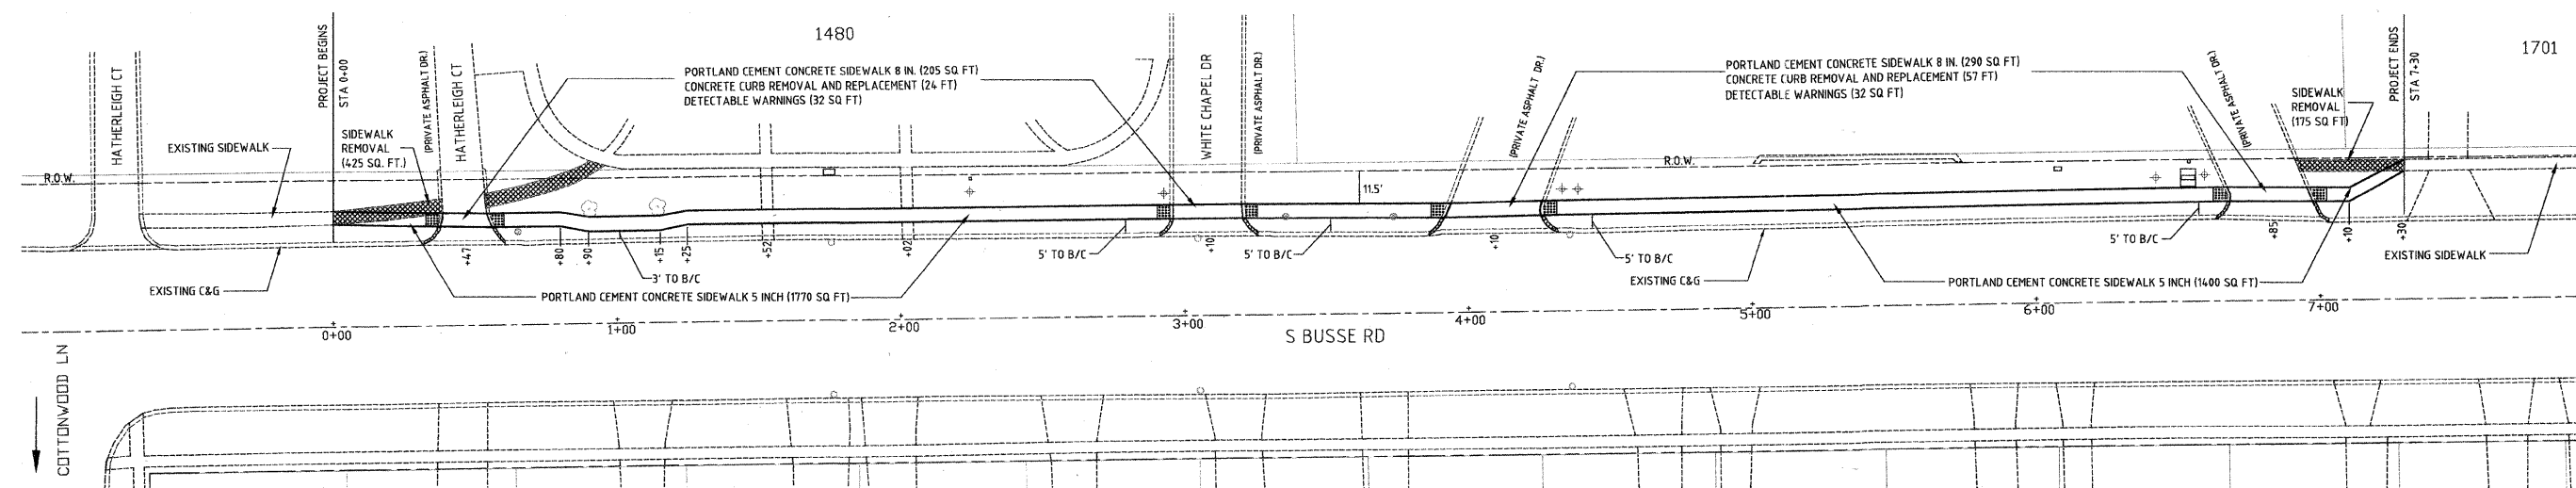 1480
1701
HATHERLEIGH CT
PROJECT BEGINS
STA 0+00
(PRIVATE ASPHALT DR.)
HATHERLEIGH CT
PORTLAND CEMENT CONCRETE SIDEWALK 8 IN. (205 SQ FT)
CONCRETE CURB REMOVAL AND REPLACEMENT (24 FT)
DETECTABLE WARNINGS (32 SQ FT)
WHITE CHAPEL DR
(PRIVATE ASPHALT DR.)
(PRIVATE ASPHALT DR.)
PORTLAND CEMENT CONCRETE SIDEWALK 8 IN. (290 SQ FT)
CONCRETE CURB REMOVAL AND REPLACEMENT (57 FT)
DETECTABLE WARNINGS (32 SQ FT)
(PRIVATE ASPHALT DR.)
SIDEWALK
REMOVAL
(175 SQ FT)
PROJECT ENDS
STA 7+30
EXISTING SIDEWALK
SIDEWALK
REMOVAL
(425 SQ. FT.)
R.O.W.
R.O.W.
11.5'
+47
+80
+90
+15
+25
+52
+02
+10
+10
+85
+10
+30
3' TO B/C
5' TO B/C
5' TO B/C
5' TO B/C
5' TO B/C
EXISTING C&G
EXISTING C&G
EXISTING SIDEWALK
PORTLAND CEMENT CONCRETE SIDEWALK 5 INCH (1770 SQ FT)
PORTLAND CEMENT CONCRETE SIDEWALK 5 INCH (1400 SQ FT)
0+00
1+00
2+00
3+00
4+00
5+00
6+00
7+00
S BUSSE RD
COTTONWOOD LN